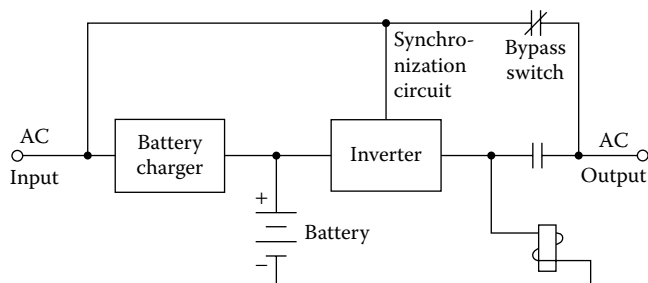 Synchro-
nization
circuit
Bypass
switch
AC
Input
Battery
charger
Inverter
AC
Output
+
Battery
−